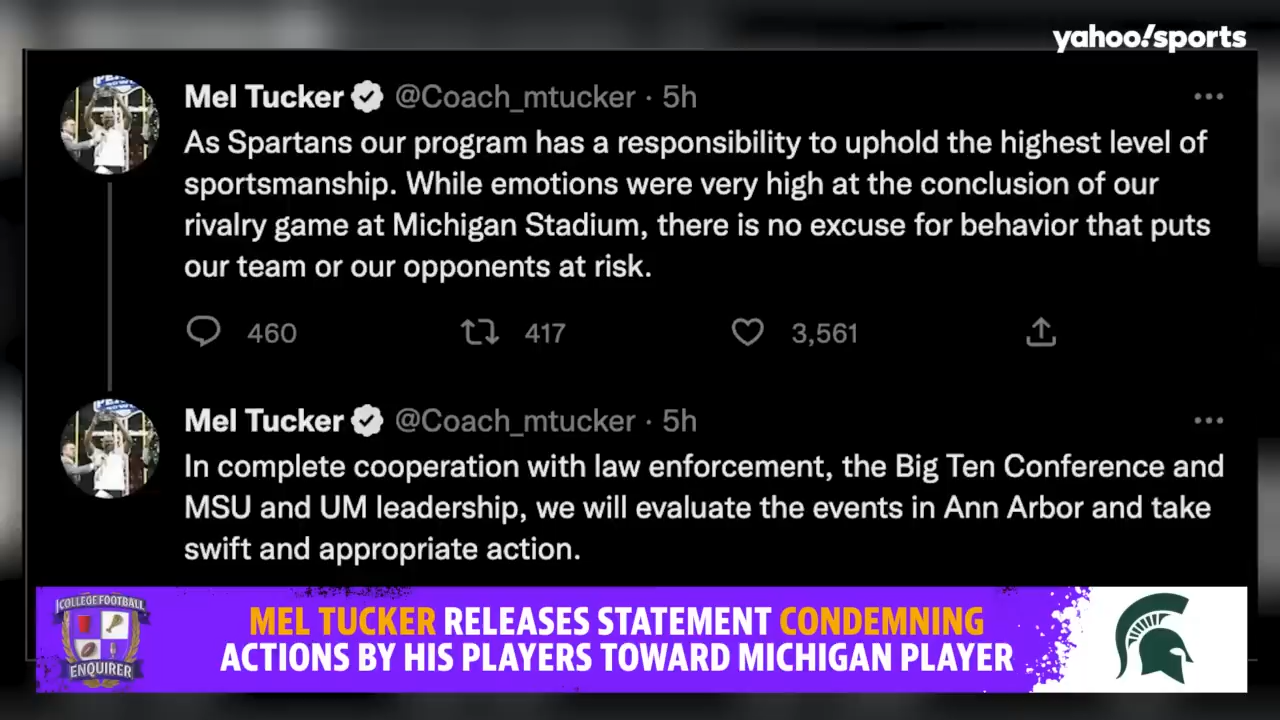 yahoo!sports
Mel Tucker @Coach_mtucker · 5h
As Spartans our program has a responsibility to uphold the highest level of
sportsmanship. While emotions were very high at the conclusion of our
rivalry game at Michigan Stadium, there is no excuse for behavior that puts
our team or our opponents at risk.
460 417 3,561
Mel Tucker @Coach_mtucker · 5h
In complete cooperation with law enforcement, the Big Ten Conference and
MSU and UM leadership, we will evaluate the events in Ann Arbor and take
swift and appropriate action.
COLLEGE FOOTBALL
ENQUIRER
MEL TUCKER RELEASES STATEMENT CONDEMNING
ACTIONS BY HIS PLAYERS TOWARD MICHIGAN PLAYER